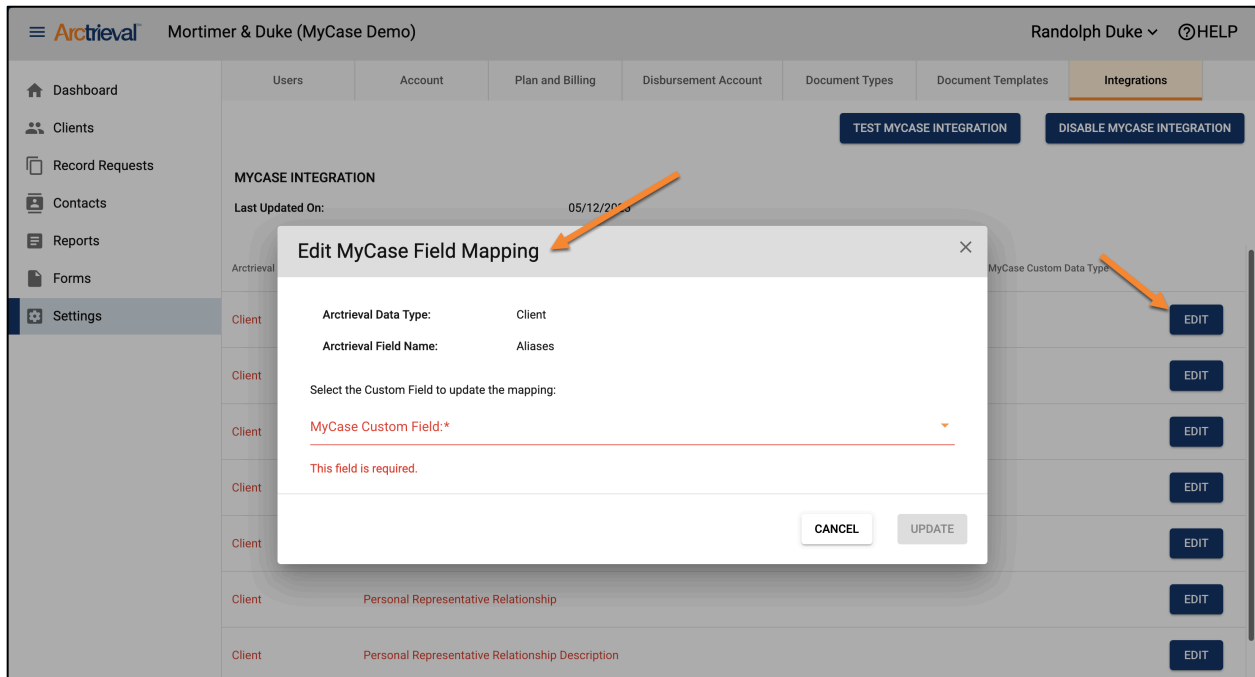 Arctrieval Mortimer & Duke (MyCase Demo) Randolph Duke HELP
Dashboard
Clients
Record Requests
Contacts
Reports
Forms
Settings
Users Account Plan and Billing Disbursement Account Document Types Document Templates Integrations
TEST MYCASE INTEGRATION DISABLE MYCASE INTEGRATION
MYCASE INTEGRATION
Last Updated On: 05/12/
Arctrieval MyCase Custom Data Type
Edit MyCase Field Mapping
Arctrieval Data Type: Client
Arctrieval Field Name: Aliases
Select the Custom Field to update the mapping:
MyCase Custom Field:*
This field is required.
CANCEL UPDATE
Client EDIT
Client EDIT
Client EDIT
Client EDIT
Client EDIT
Client Personal Representative Relationship EDIT
Client Personal Representative Relationship Description EDIT